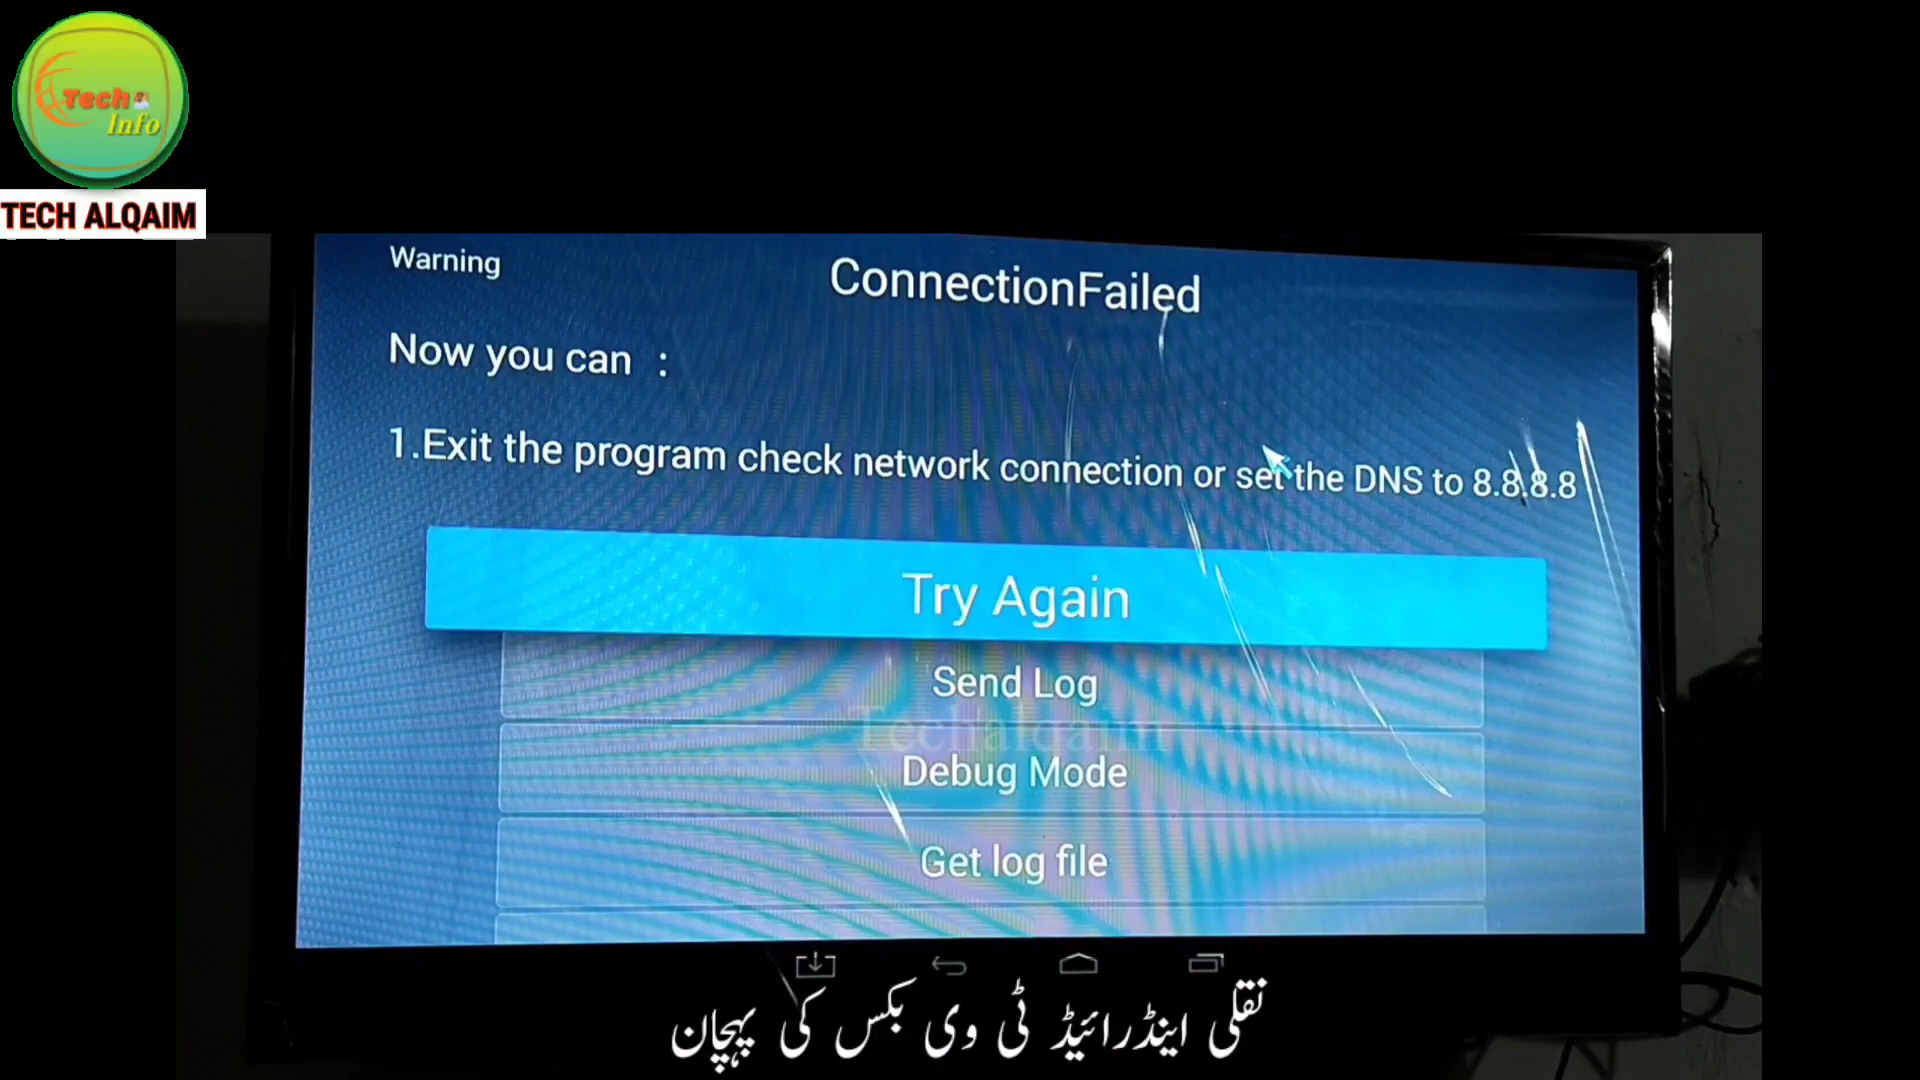 Tech
Info
TECH ALQAIM
Warning
ConnectionFailed
Now you can :
1.Exit the program check network connection or set the DNS to 8.8.8.8
Try Again
Send Log
Techalqaim
Debug Mode
Get log file
نقلی اینڈرائیڈ ٹی وی بکس کی پہچان